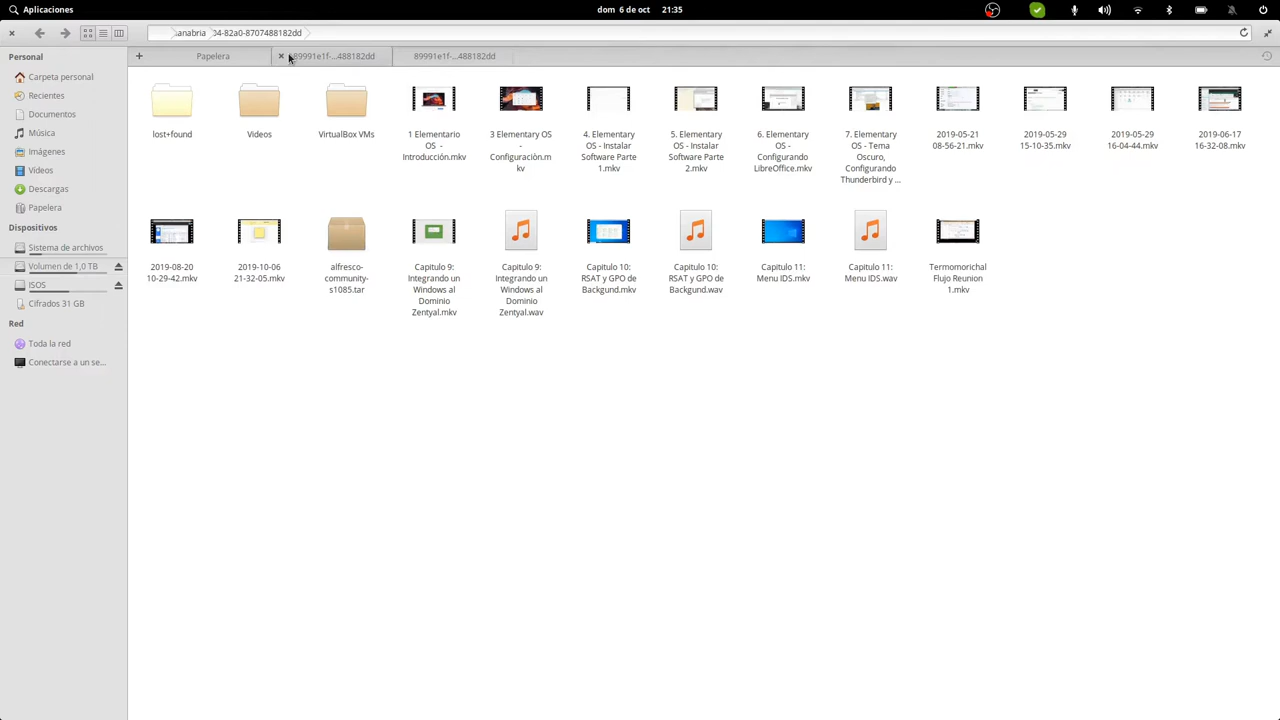 Aplicaciones
dom 6 de oct 21:35
anabria
04-82a0-8707488182dd
Personal
Papelera
89991e1f-...488182dd
89991e1f-...488182dd
Carpeta personal
Recientes
Documentos
Música
Imágenes
Vídeos
Descargas
Papelera
Dispositivos
Sistema de archivos
Volumen de 1,0 TB
ISOS
Cifrados 31 GB
Red
Toda la red
Conectarse a un se...
lost+found
Videos
VirtualBox VMs
1 Elementario
OS -
Introducción.mkv
3 Elementary OS
-
Configuraciòn.m
kv
4. Elementary
OS - Instalar
Software Parte
1.mkv
5. Elementary
OS - Instalar
Software Parte
2.mkv
6. Elementary
OS -
Configurando
LibreOffice.mkv
7. Elementary
OS - Tema
Oscuro,
Configurando
Thunderbird y ...
2019-05-21
08-56-21.mkv
2019-05-29
15-10-35.mkv
2019-05-29
16-04-44.mkv
2019-06-17
16-32-08.mkv
2019-08-20
10-29-42.mkv
2019-10-06
21-32-05.mkv
alfresco-
community-
s1085.tar
Capitulo 9:
Integrando un
Windows al
Dominio
Zentyal.mkv
Capitulo 9:
Integrando un
Windows al
Dominio
Zentyal.wav
Capitulo 10:
RSAT y GPO de
Backgund.mkv
Capitulo 10:
RSAT y GPO de
Backgund.wav
Capitulo 11:
Menu IDS.mkv
Capitulo 11:
Menu IDS.wav
Termomorichal
Flujo Reunion
1.mkv